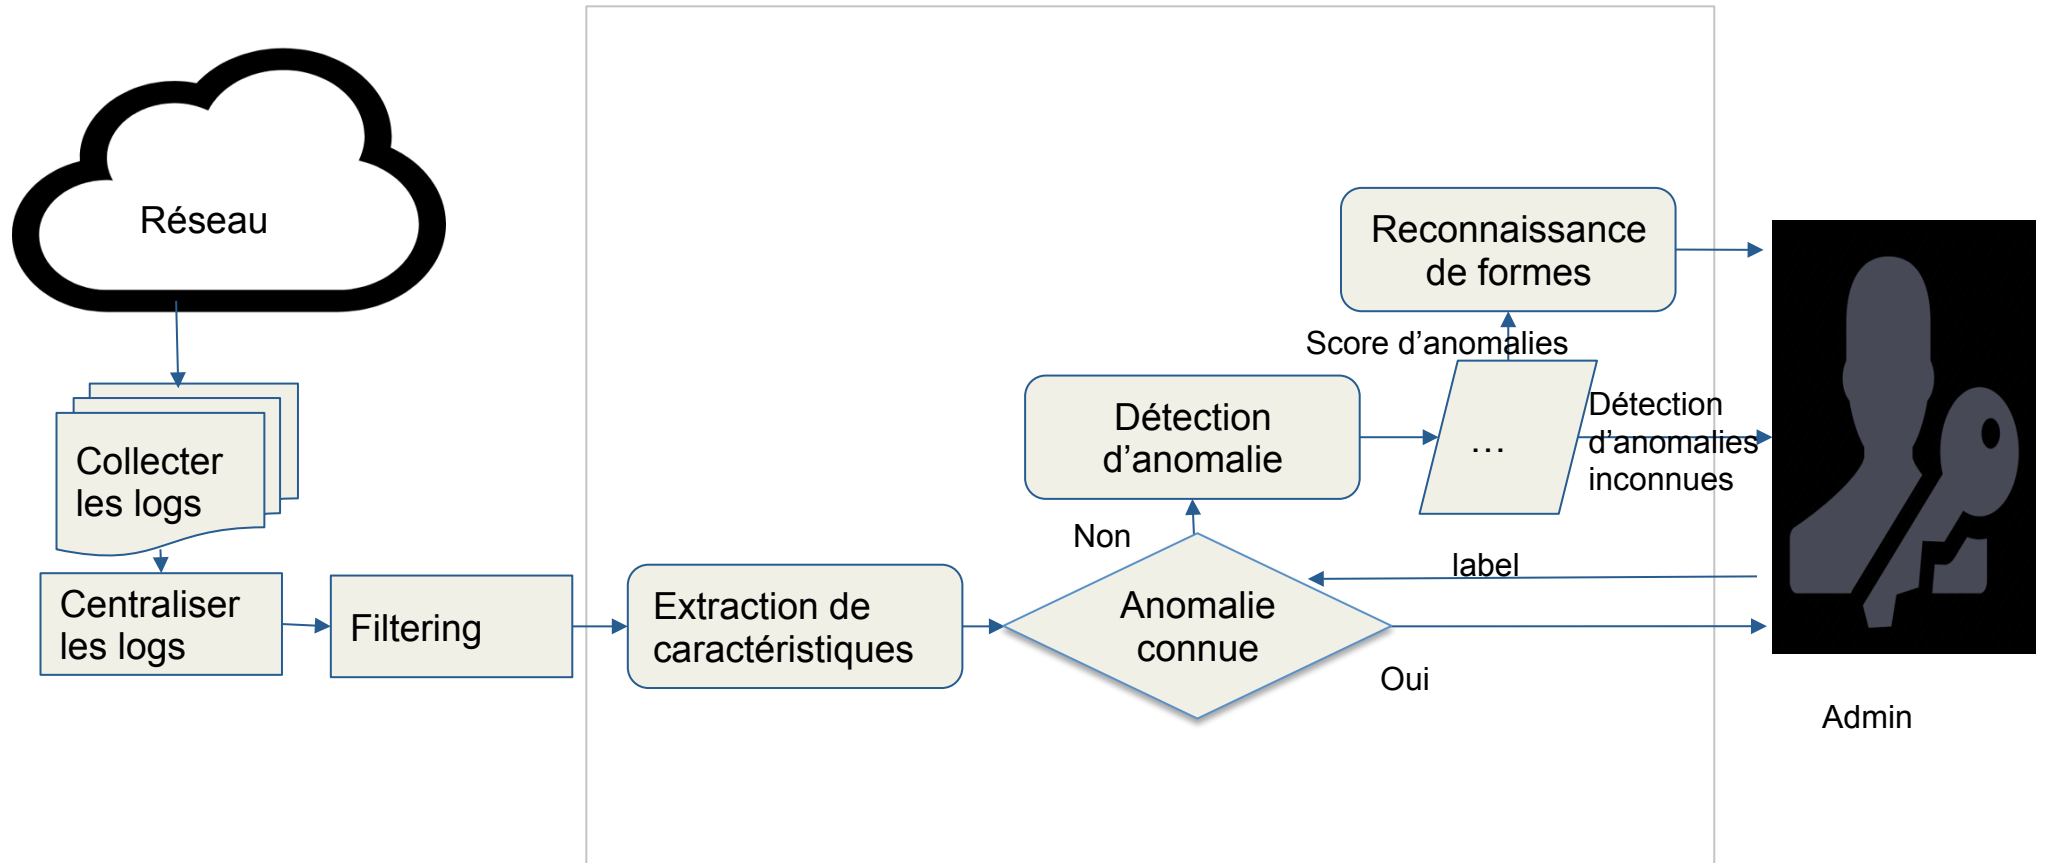 Réseau
Collecter
les logs
Centraliser
les logs
Filtering
Extraction de
caractéristiques
Anomalie
connue
Non
Oui
label
Détection
d’anomalie
Score d’anomalies
…
Reconnaissance
de formes
Détection
d’anomalies
inconnues
Admin